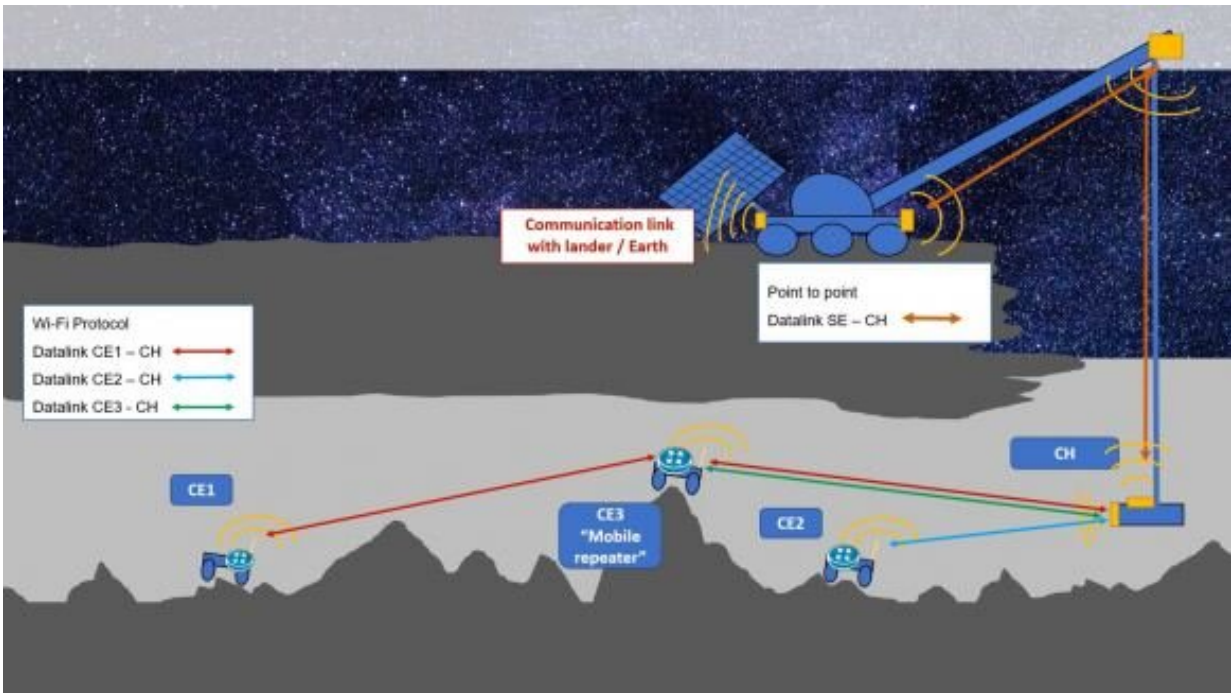 Communication link
with lander / Earth
Point to point
Datalink SE – CH
Wi-Fi Protocol
Datalink CE1 – CH
Datalink CE2 – CH
Datalink CE3 - CH
CH
CE1
CE3
"Mobile
repeater"
CE2